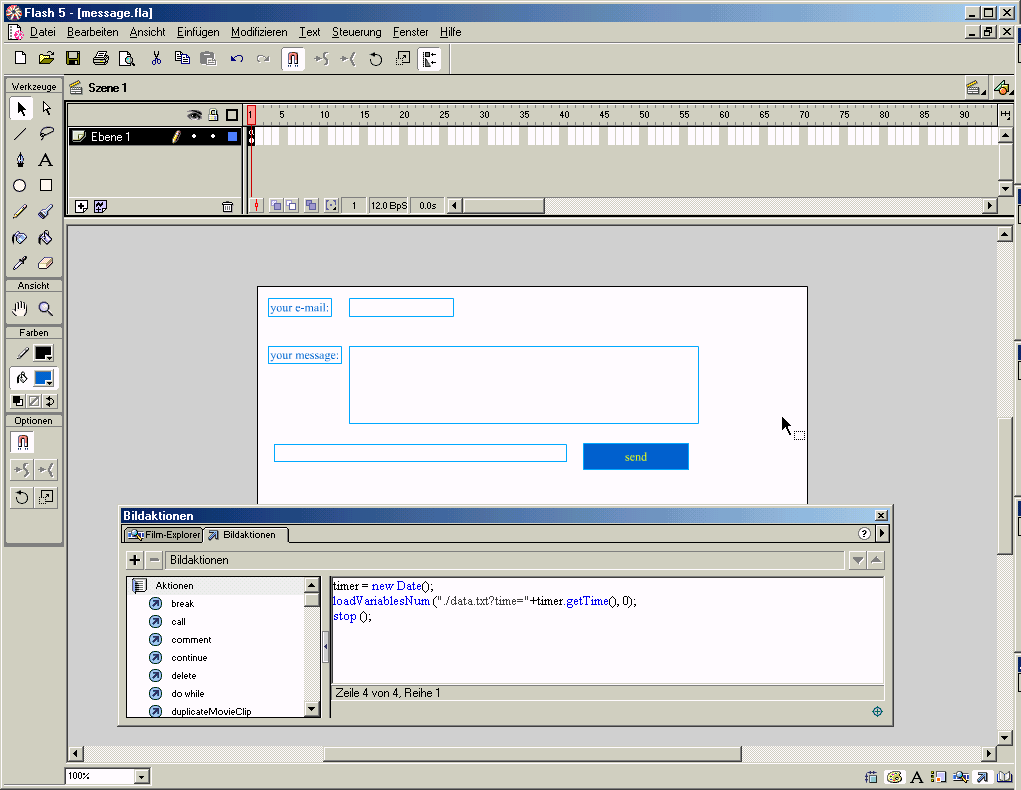 Flash 5 - [message.fla]
Datei Bearbeiten Ansicht Einfügen Modifizieren Text Steuerung Fenster Hilfe
Werkzeuge
Szene 1
1 5 10 15 20 25 30 35 40 45 50 55 60 65 70 75 80 85 90
Ebene 1
1 12.0 BpS 0.0s
Ansicht
Farben
Optionen
your e-mail:
your message:
send
Bildaktionen
Film-Explorer Bildaktionen
Bildaktionen
Aktionen
break
call
comment
continue
delete
do while
duplicateMovieClip
timer = new Date();
loadVariablesNum ("./data.txt?time="+timer.getTime(), 0);
stop ();
Zeile 4 von 4, Reihe 1
100%